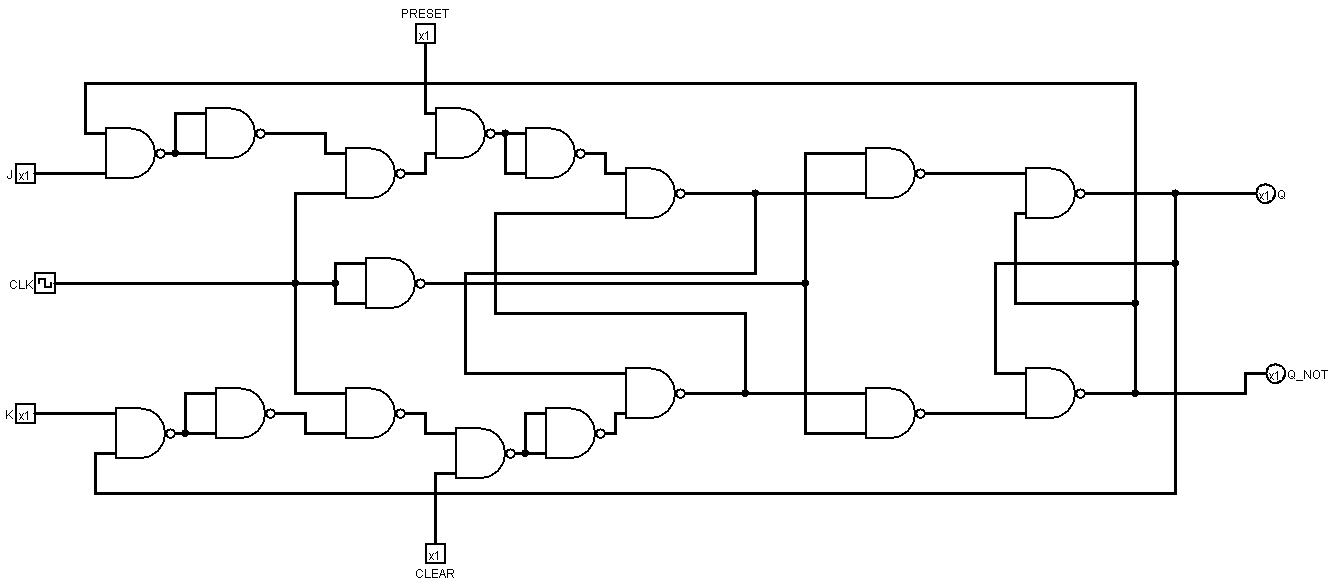 PRESET
x1
J x1
x1 Q
CLK
x1 Q_NOT
K x1
x1
CLEAR